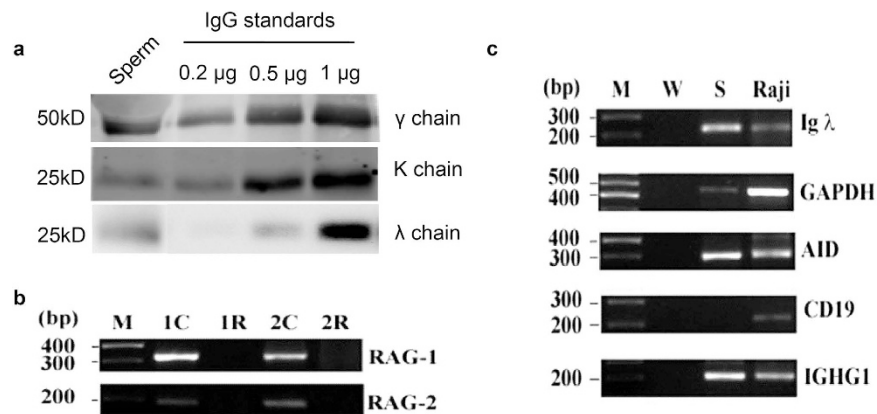 a
IgG standards
Sperm 0.2 µg 0.5 µg 1 µg
50kD γ chain
25kD K chain
25kD λ chain
b
(bp) M 1C 1R 2C 2R
400
300 RAG-1
200 RAG-2
c
(bp) M W S Raji
300 Ig λ
200
500
400 GAPDH
400 AID
300
300 CD19
200
200 IGHG1